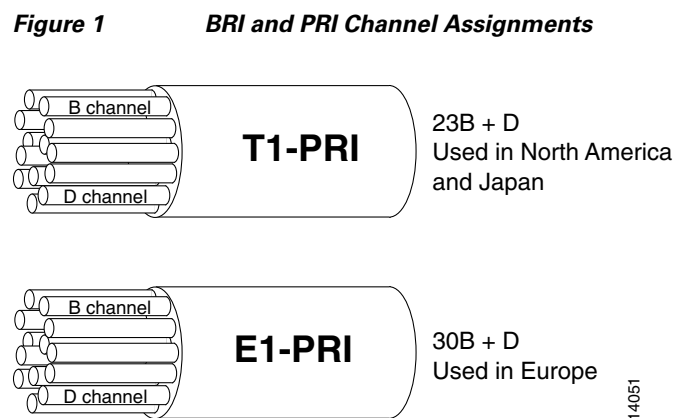 Figure 1 BRI and PRI Channel Assignments
B channel
T1-PRI
D channel
23B + D
Used in North America
and Japan
B channel
E1-PRI
D channel
30B + D
Used in Europe
14051